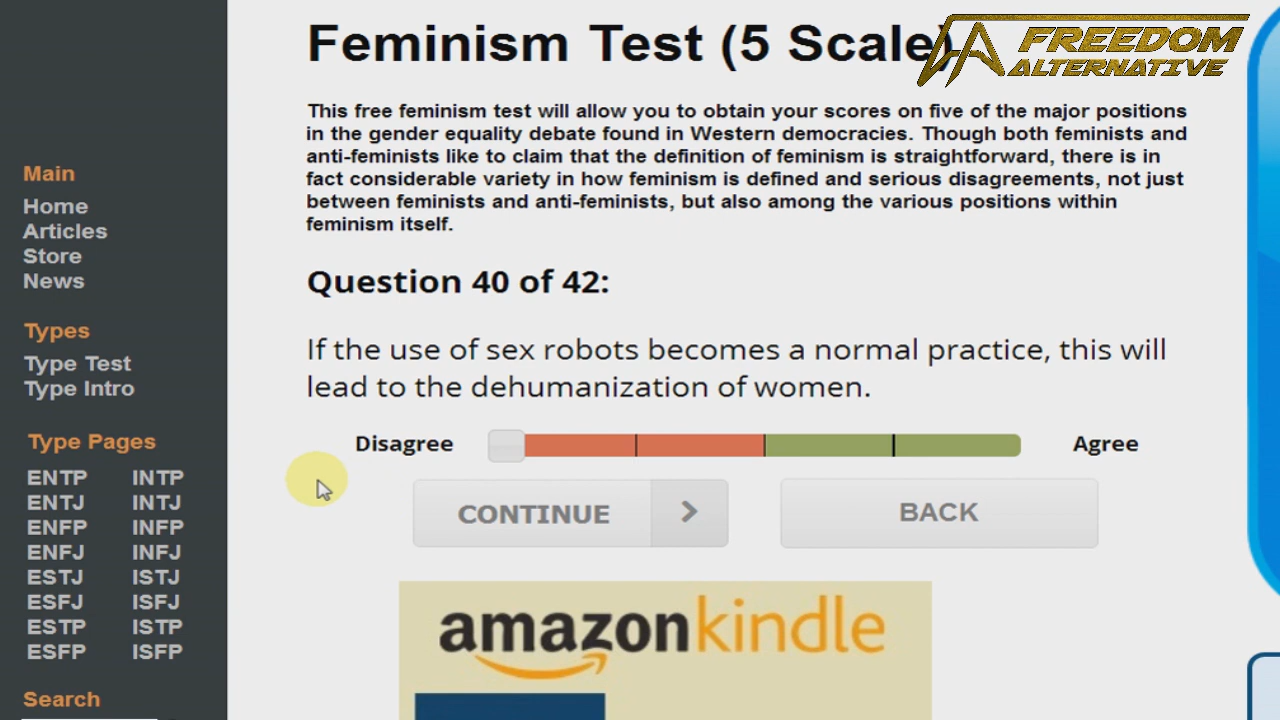 Feminism Test (5 Scale)
FREEDOM
ALTERNATIVE
This free feminism test will allow you to obtain your scores on five of the major positions
in the gender equality debate found in Western democracies. Though both feminists and
anti-feminists like to claim that the definition of feminism is straightforward, there is in
fact considerable variety in how feminism is defined and serious disagreements, not just
between feminists and anti-feminists, but also among the various positions within
feminism itself.
Question 40 of 42:
If the use of sex robots becomes a normal practice, this will
lead to the dehumanization of women.
Disagree Agree
CONTINUE > BACK
amazonkindle
Main
Home
Articles
Store
News
Types
Type Test
Type Intro
Type Pages
ENTP INTP
ENTJ INTJ
ENFP INFP
ENFJ INFJ
ESTJ ISTJ
ESFJ ISFJ
ESTP ISTP
ESFP ISFP
Search